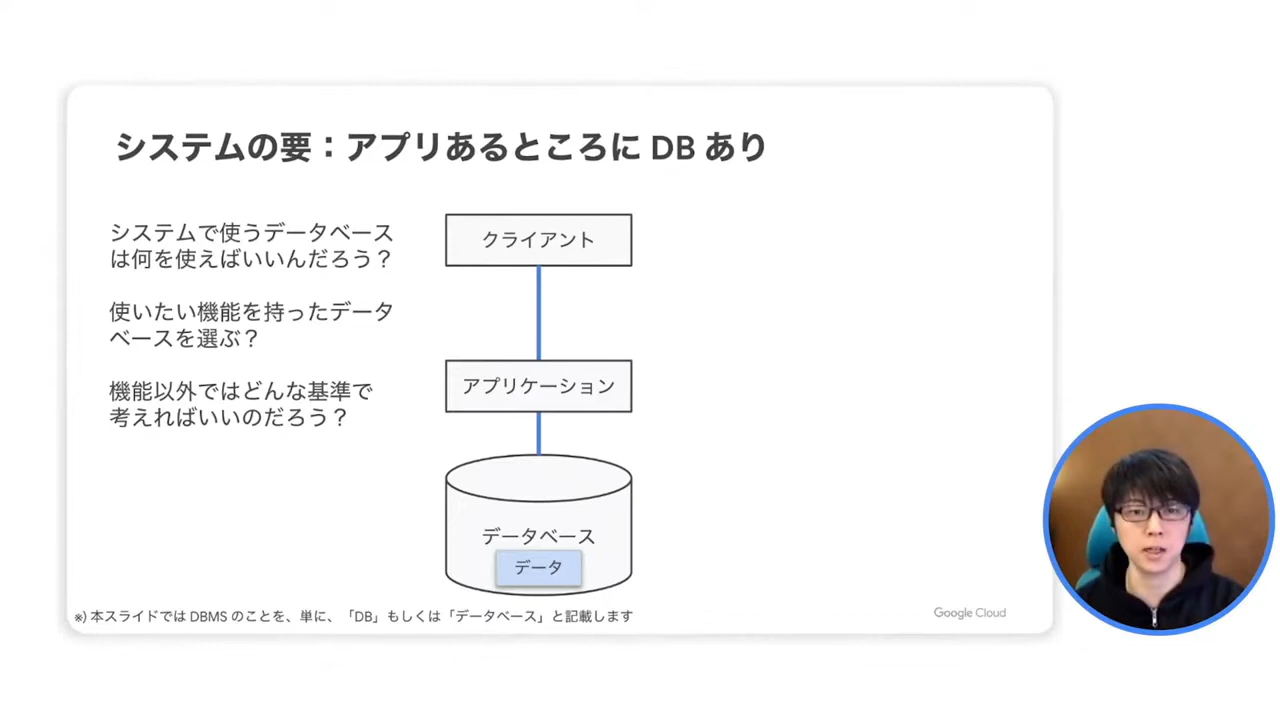 システムの要：アプリあるところに DB あり
システムで使うデータベース
は何を使えばいいんだろう？
使いたい機能を持ったデータ
ベースを選ぶ？
機能以外ではどんな基準で
考えればいいのだろう？
クライアント
アプリケーション
データベース
データ
※) 本スライドでは DBMS のことを、単に、「DB」もしくは「データベース」と記載します
Google Cloud